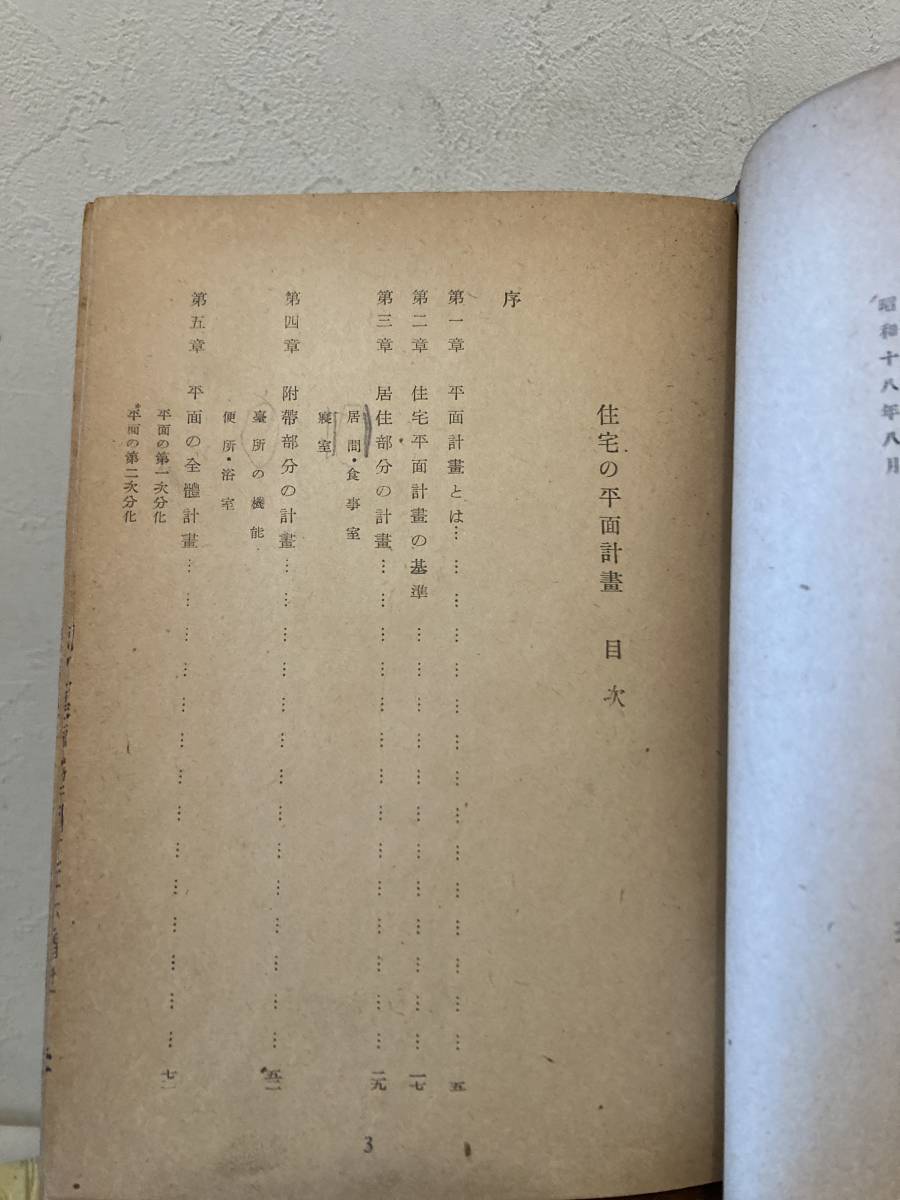 昭和十八年八月
住宅の平面計畫 目次
序
第一章 平面計畫とは………………………………五
第二章 住宅平面計畫の基準………………………………一七
第三章 居住部分の計畫………………………………二九
居間・食事室
寢室
第四章 附帶部分の計畫………………………………五二
臺所の機能
便所・浴室
第五章 平面の全體計畫………………………………七一
平面の第一次分化
平面の第二次分化
3